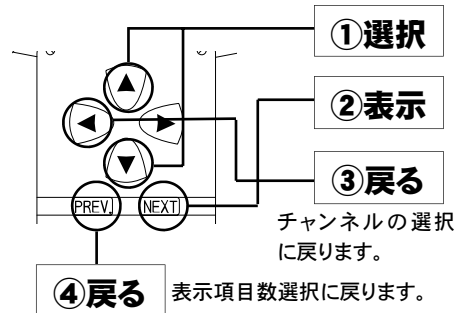 ①選択
②表示
③戻る
チャンネルの選択
に戻ります。
PREV.
NEXT
④戻る
表示項目数選択に戻ります。